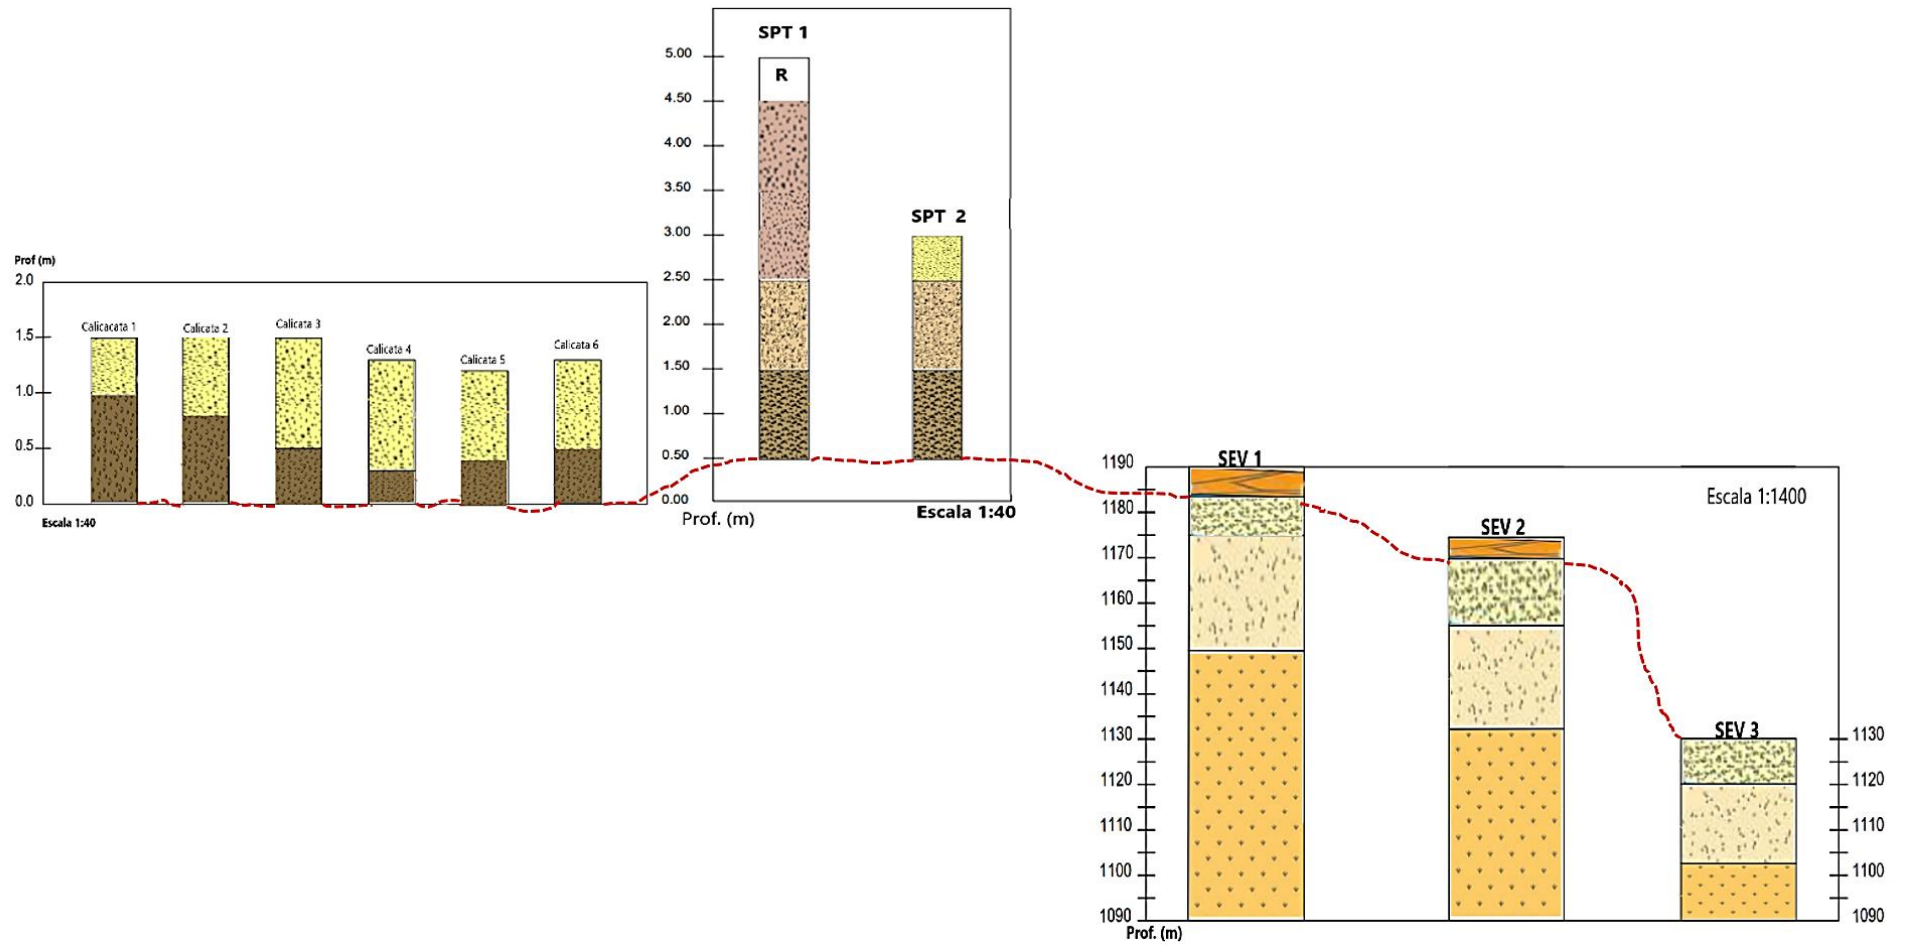 Prof (m)
2.0
1.5
1.0
0.5
0.0
Calicacata 1
Calicata 2
Calicata 3
Calicata 4
Calicata 5
Calicata 6
Escala 1:40
SPT 1
R
SPT 2
5.00
4.50
4.00
3.50
3.00
2.50
2.00
1.50
1.00
0.50
0.00
Prof. (m)
Escala 1:40
SEV 1
SEV 2
SEV 3
Escala 1:1400
1190
1180
1170
1160
1150
1140
1130
1120
1110
1100
1090
Prof. (m)
1130
1120
1110
1100
1090